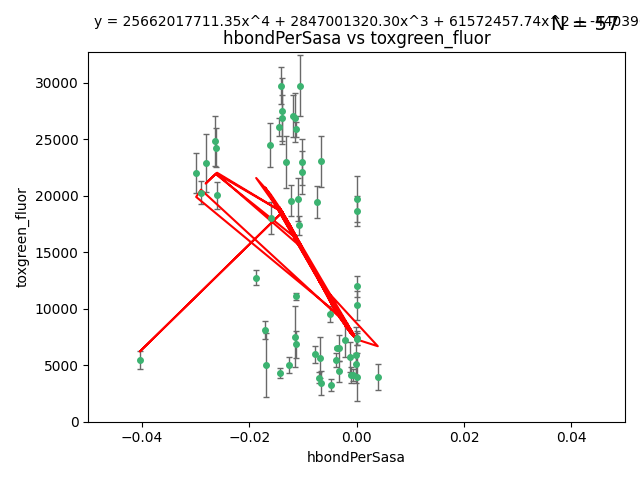 y = 25662017711.35x^4 + 2847001320.30x^3 + 61572457.74x^2 +
N = 57
hbondPerSasa vs toxgreen_fluor
30000
25000
20000
15000
10000
5000
0
toxgreen_fluor
−0.04
−0.02
0.00
0.02
0.04
hbondPerSasa